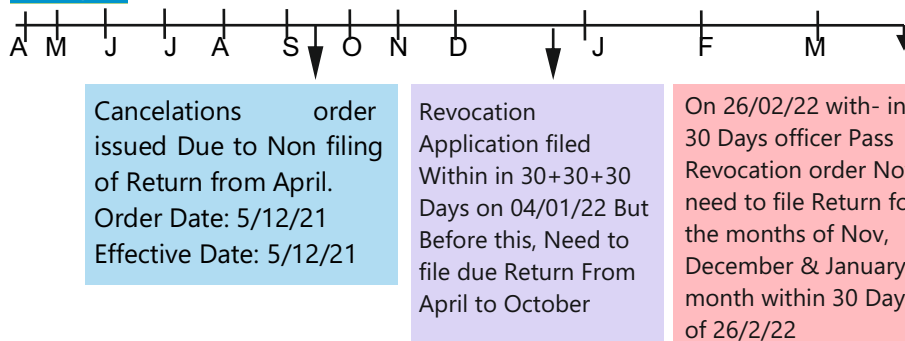 A M J J A S O N D J F M
Cancelations order
issued Due to Non filing
of Return from April.
Order Date: 5/12/21
Effective Date: 5/12/21
Revocation
Application filed
Within in 30+30+30
Days on 04/01/22 But
Before this, Need to
file due Return From
April to October
On 26/02/22 with- in
30 Days officer Pass
Revocation order No
need to file Return fo
the months of Nov,
December & January
month within 30 Day
of 26/2/22